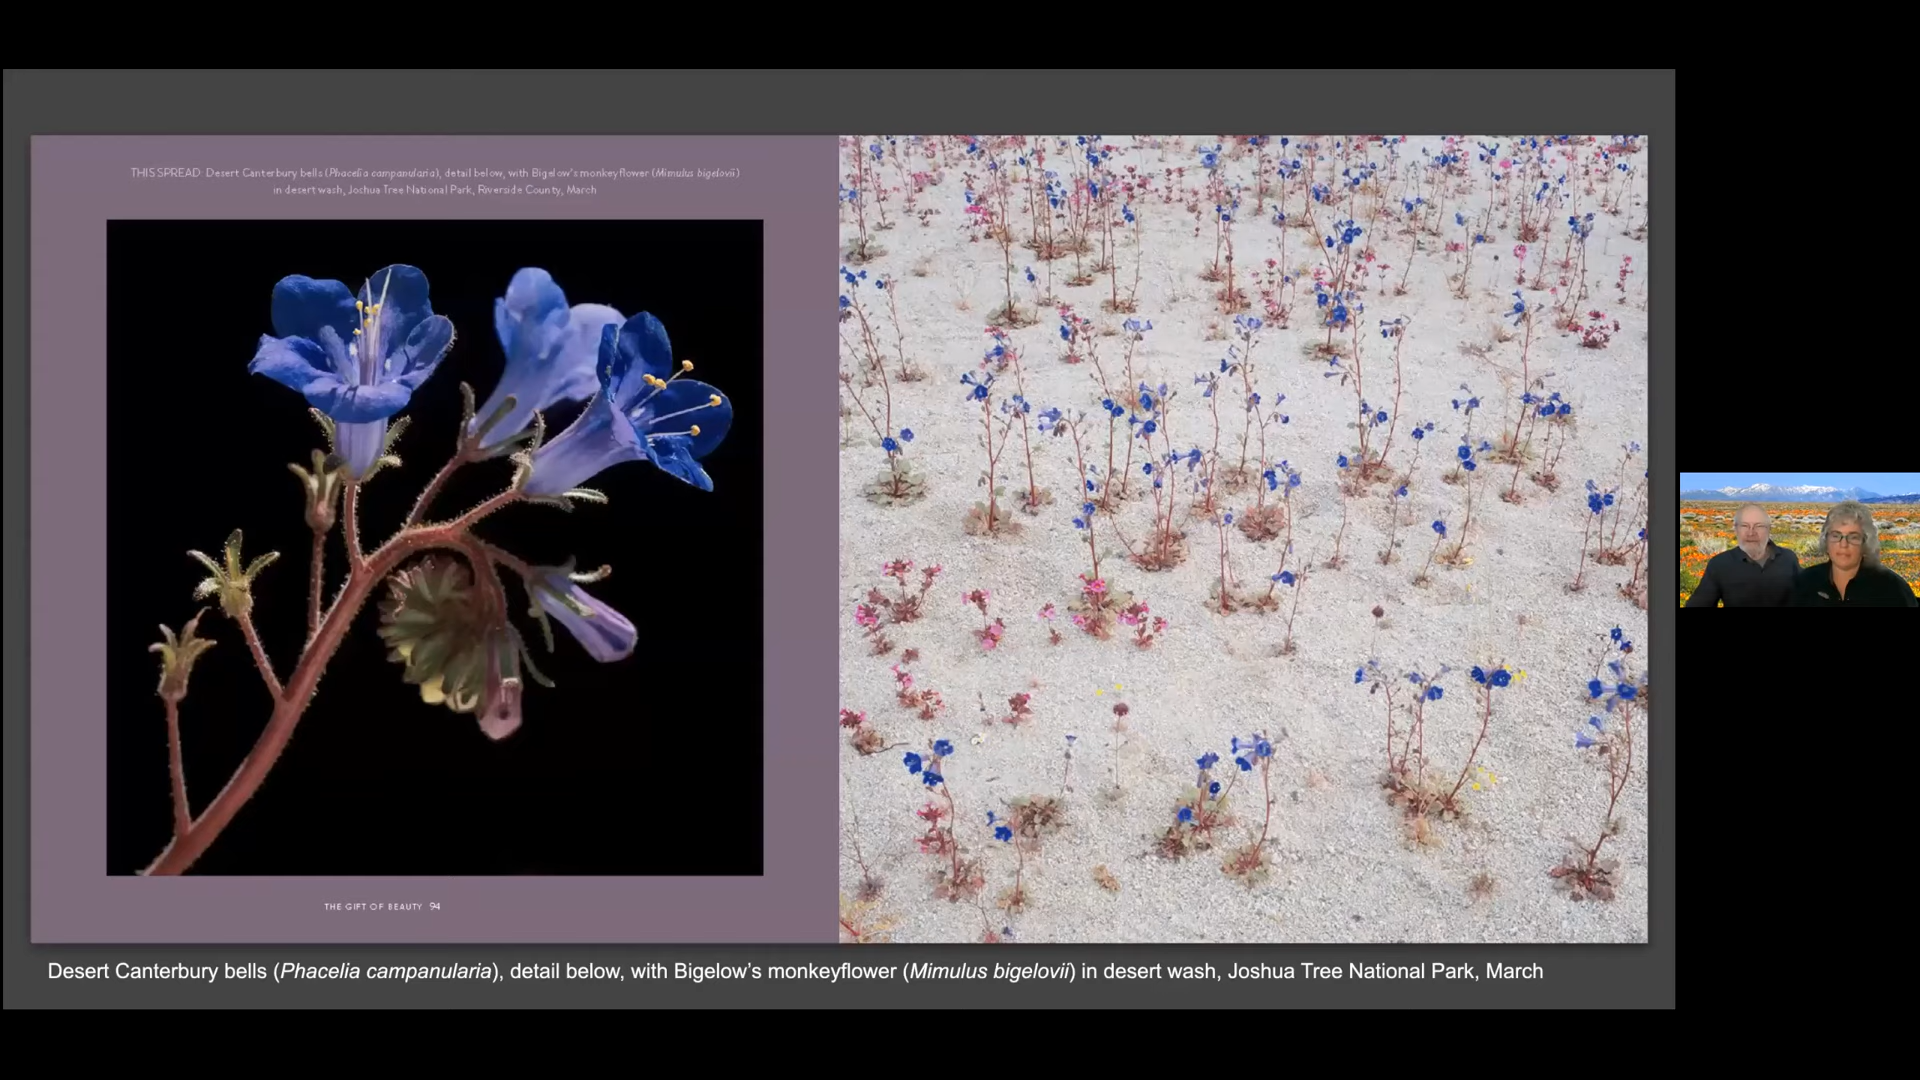 THIS SPREAD Desert Canterbury bells (Phacelia campanularia), detail below, with Bigelow's monkeyflower (Mimulus bigelovii)
in desert wash, Joshua Tree National Park, Riverside County, March
THE GIFT OF BEAUTY 94
Desert Canterbury bells (Phacelia campanularia), detail below, with Bigelow’s monkeyflower (Mimulus bigelovii) in desert wash, Joshua Tree National Park, March